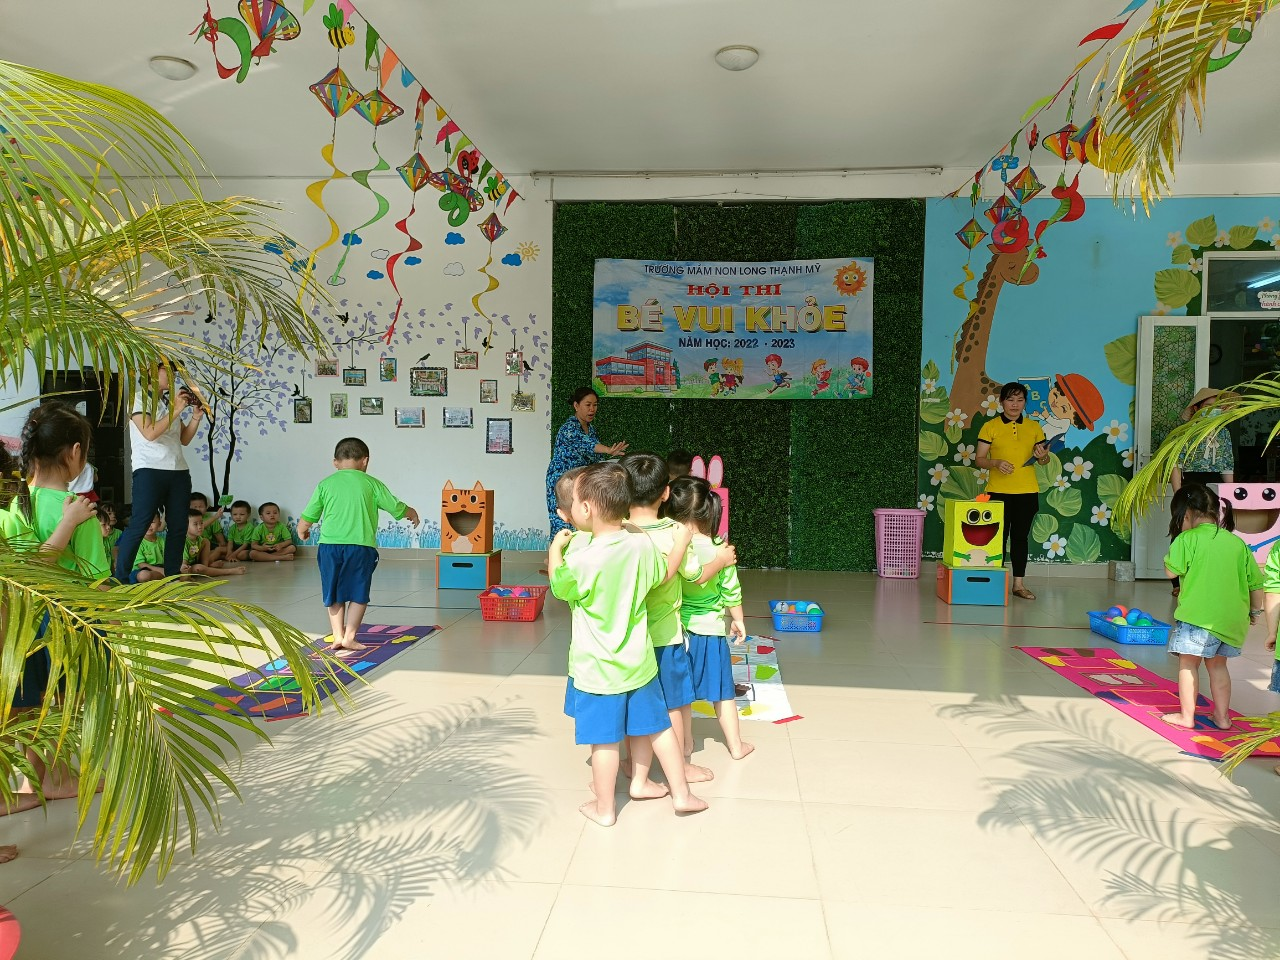 TRƯỜNG MẦM NON LONG THẠNH MỸ
HỘI THI
BÉ VUI KHỎE
NĂM HỌC: 2022 - 2023
A
B
C